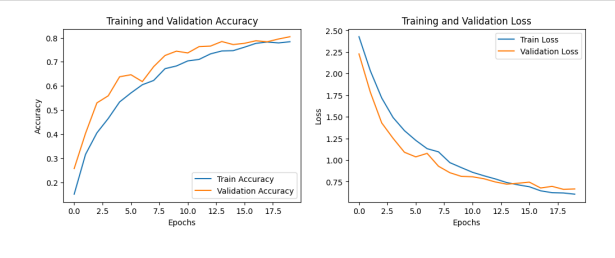 Training and Validation Accuracy
0.8
0.7
0.6
0.5
0.4
0.3
0.2
Accuracy
Train Accuracy
Validation Accuracy
0.0 2.5 5.0 7.5 10.0 12.5 15.0 17.5
Epochs
Training and Validation Loss
2.50
2.25
2.00
1.75
1.50
1.25
1.00
0.75
Loss
Train Loss
Validation Loss
0.0 2.5 5.0 7.5 10.0 12.5 15.0 17.5
Epochs